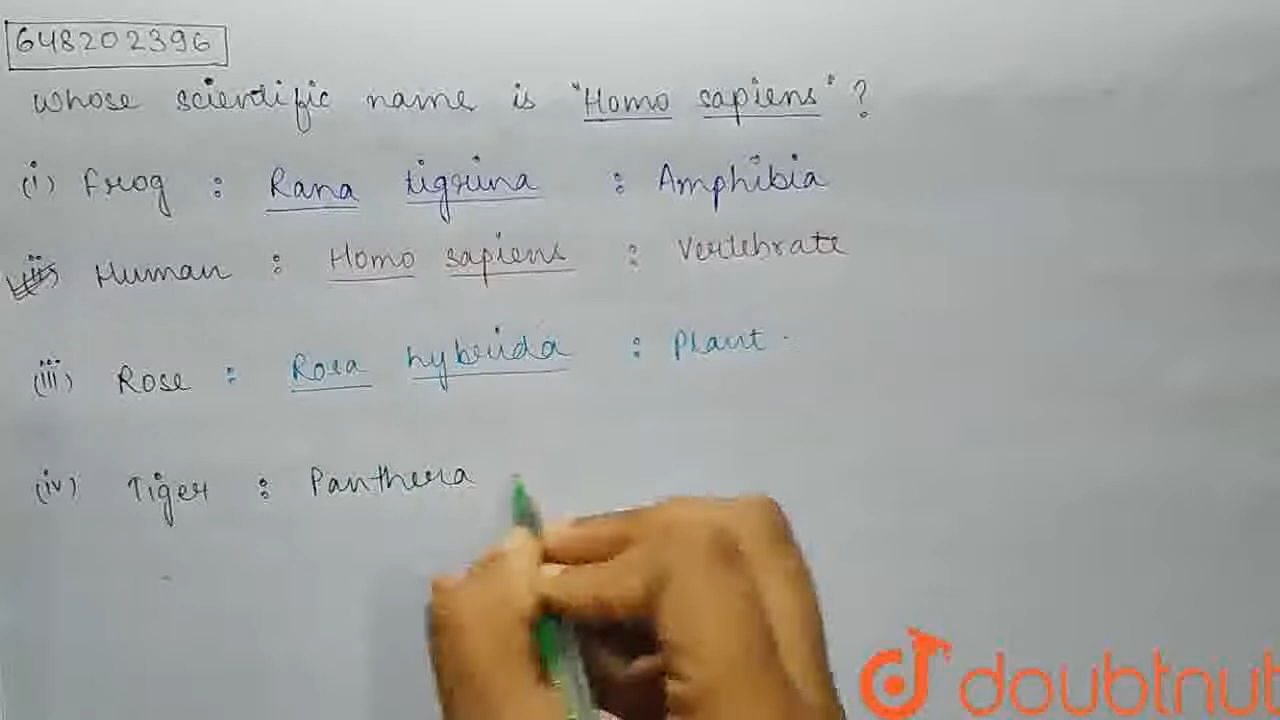 648202396
Whose scientific name is "Homo sapiens"?
(i) Frog : Rana tigrina : Amphibia
(ii) Human : Homo sapiens : Vertebrate
(iii) Rose : Rosa hybrida : Plant.
(iv) Tiger : Panthera
doubtnut